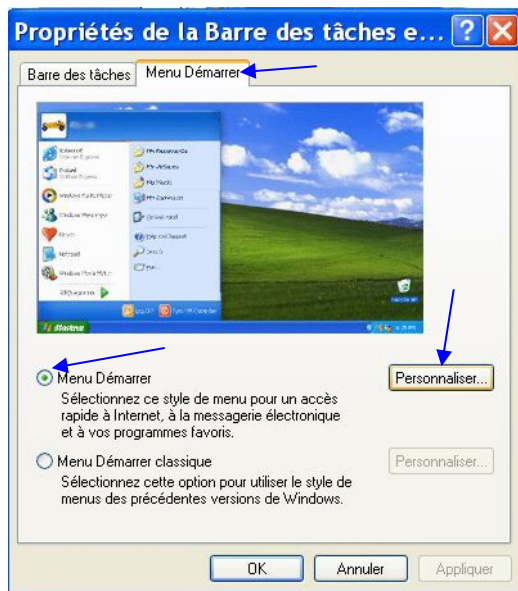 Propriétés de la Barre des tâches e...
Barre des tâches
Menu Démarrer
Menu Démarrer
Personnaliser...
Sélectionnez ce style de menu pour un accès
rapide à Internet, à la messagerie électronique
et à vos programmes favoris.
Menu Démarrer classique
Personnaliser...
Sélectionnez cette option pour utiliser le style de
menus des précédentes versions de Windows.
OK
Annuler
Appliquer